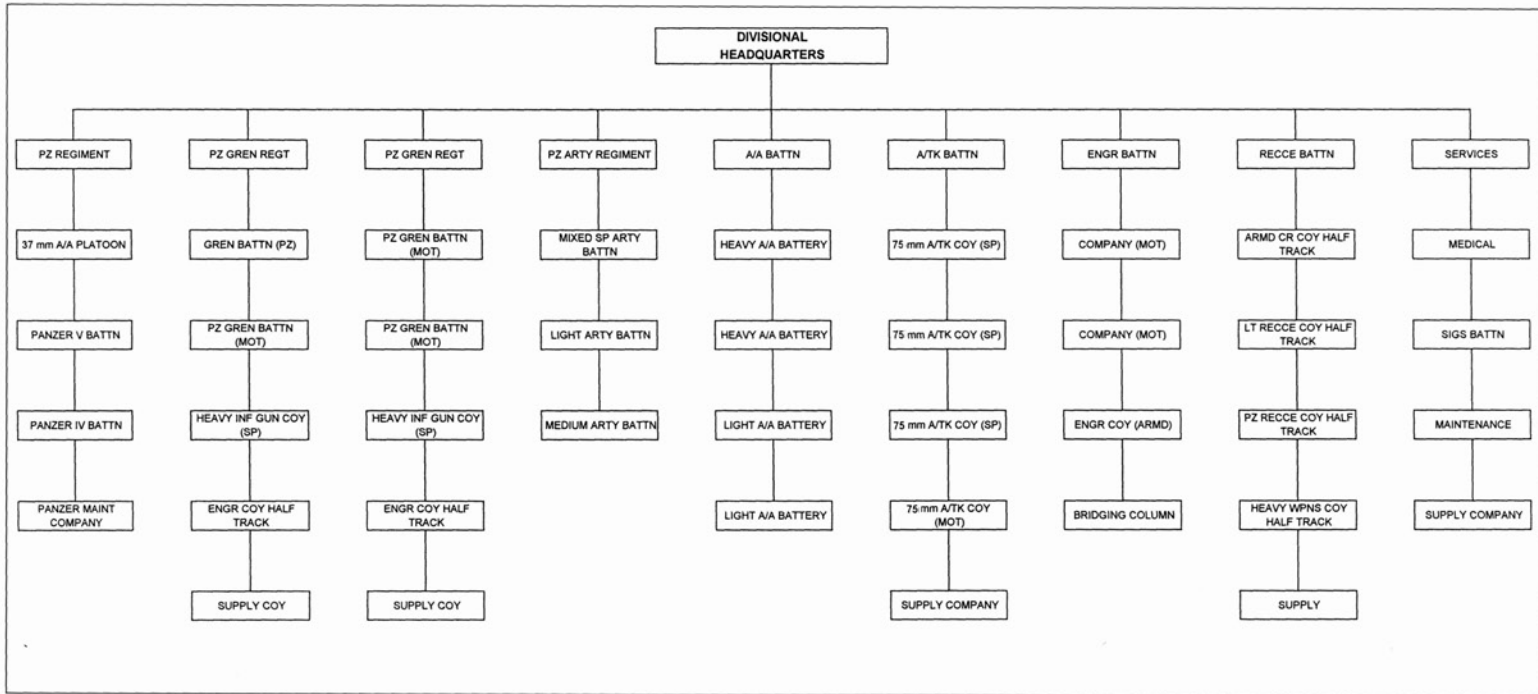 DIVISIONAL
HEADQUARTERS
PZ REGIMENT
PZ GREN REGT
PZ GREN REGT
PZ ARTY REGIMENT
A/A BATTN
A/TK BATTN
ENGR BATTN
RECCE BATTN
SERVICES
37 mm A/A PLATOON
GREN BATTN (PZ)
PZ GREN BATTN
(MOT)
MIXED SP ARTY
BATTN
HEAVY A/A BATTERY
75 mm A/TK COY (SP)
COMPANY (MOT)
ARMD CR COY HALF
TRACK
MEDICAL
PANZER V BATTN
PZ GREN BATTN
(MOT)
PZ GREN BATTN
(MOT)
LIGHT ARTY BATTN
HEAVY A/A BATTERY
75 mm A/TK COY (SP)
COMPANY (MOT)
LT RECCE COY HALF
TRACK
SIGS BATTN
PANZER IV BATTN
HEAVY INF GUN COY
(SP)
HEAVY INF GUN COY
(SP)
MEDIUM ARTY BATTN
LIGHT A/A BATTERY
75 mm A/TK COY (SP)
ENGR COY (ARMD)
PZ RECCE COY HALF
TRACK
MAINTENANCE
PANZER MAINT
COMPANY
ENGR COY HALF
TRACK
ENGR COY HALF
TRACK
LIGHT A/A BATTERY
75 mm A/TK COY
(MOT)
BRIDGING COLUMN
HEAVY WPNS COY
HALF TRACK
SUPPLY COMPANY
SUPPLY COY
SUPPLY COY
SUPPLY COMPANY
SUPPLY